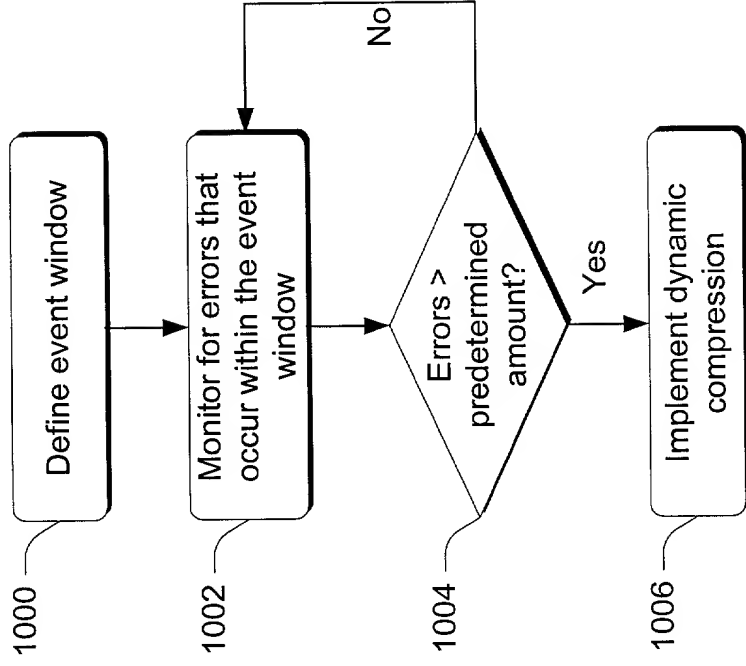 1000
Define event window
1002
Monitor for errors that
occur within the event
window
No
1004
Errors >
predetermined
amount?
Yes
1006
Implement dynamic
compression